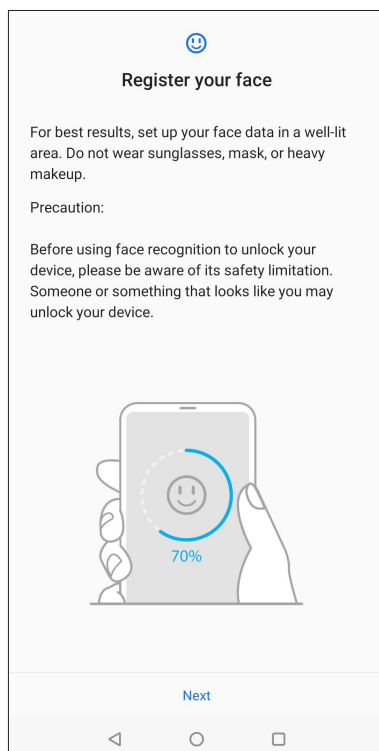 Register your face
For best results, set up your face data in a well-lit
area. Do not wear sunglasses, mask, or heavy
makeup.
Precaution:
Before using face recognition to unlock your
device, please be aware of its safety limitation.
Someone or something that looks like you may
unlock your device.
70%
Next